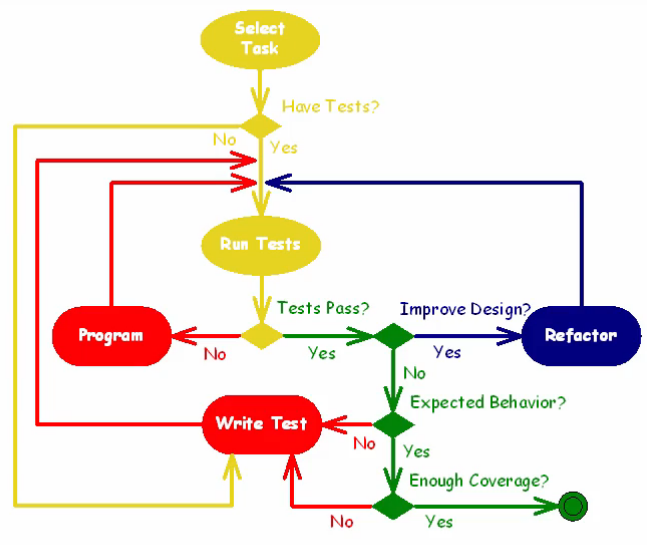 Select
Task
Have Tests?
No
Yes
Run Tests
Tests Pass?
Improve Design?
Program
Refactor
No
Yes
Yes
No
Expected Behavior?
Write Test
No
Yes
Enough Coverage?
No
Yes